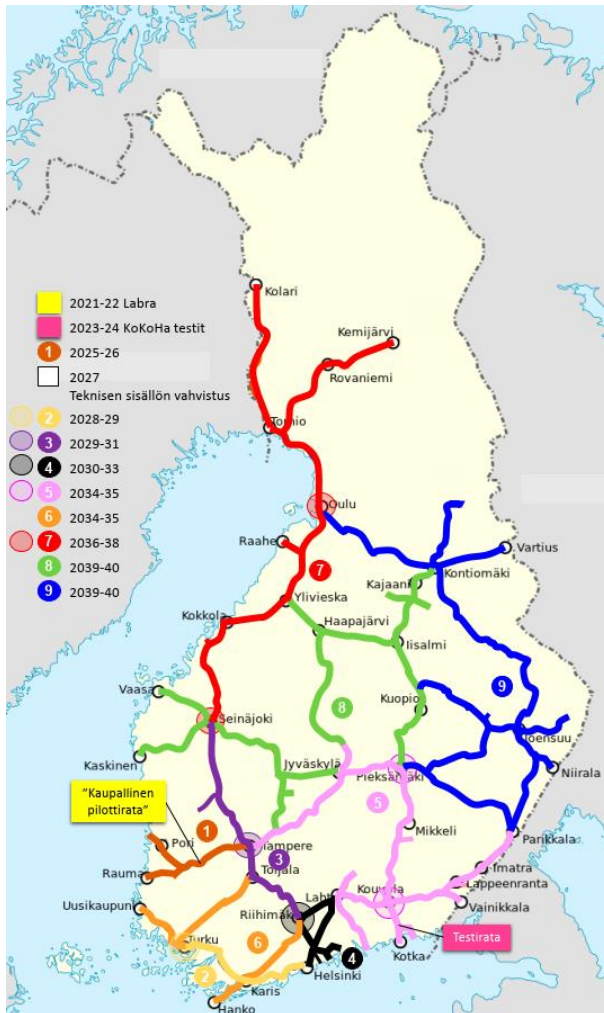 Kolari
Kemijärvi
Rovaniemi
Tornio
2021-22 Labra
2023-24 KoKoHa testit
1 2025-26
2027
Teknisen sisällön vahvistus
2 2028-29
3 2029-31
4 2030-33
5 2034-35
6 2034-35
7 2036-38
8 2039-40
9 2039-40
Oulu
Raahe
Vartius
Kontiomäki
Kajaani
7
Ylivieska
Haapajärvi
Kokkola
Iisalmi
Vaasa
Kuopio
9
Seinäjoki
8
Joensuu
Kaskinen
Jyväskylä
Pieksämäki
Niirala
"Kaupallinen
pilottirata"
5
1
Pori
Mikkeli
Parikkala
Tampere
3
Imatra
Rauma
Toijala
Lappeenranta
Lahti
Kouvola
Uusikaupunki
Vainikkala
Riihimäki
Testirata
Turku
6
Kotka
4
2
Helsinki
Karis
Hanko